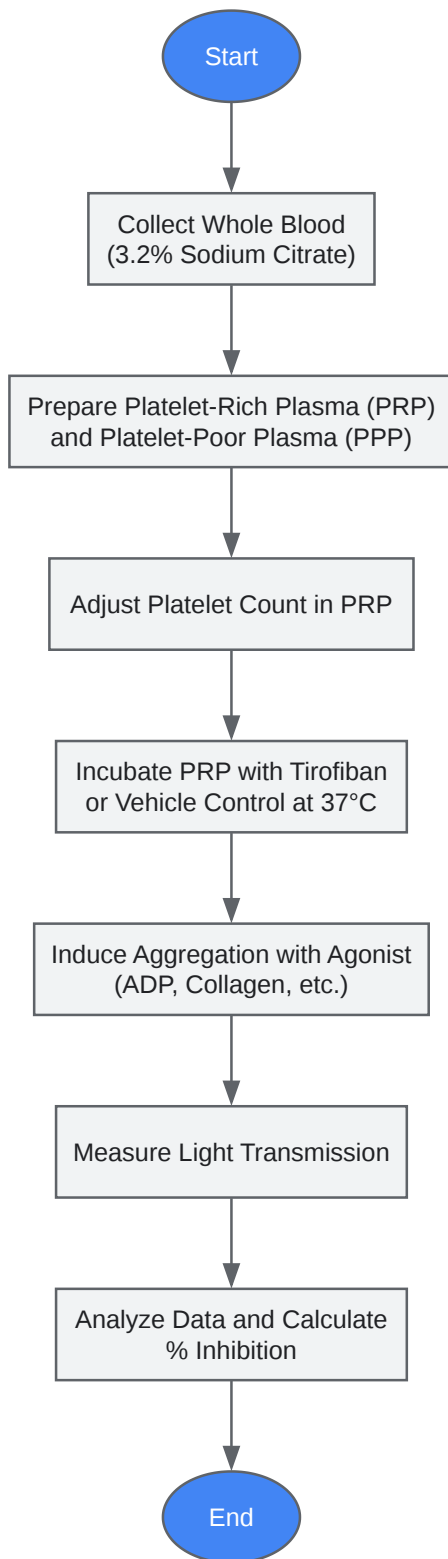 Start
Collect Whole Blood
(3.2% Sodium Citrate)
Prepare Platelet-Rich Plasma (PRP)
and Platelet-Poor Plasma (PPP)
Adjust Platelet Count in PRP
Incubate PRP with Tirofiban
or Vehicle Control at 37°C
Induce Aggregation with Agonist
(ADP, Collagen, etc.)
Measure Light Transmission
Analyze Data and Calculate
% Inhibition
End